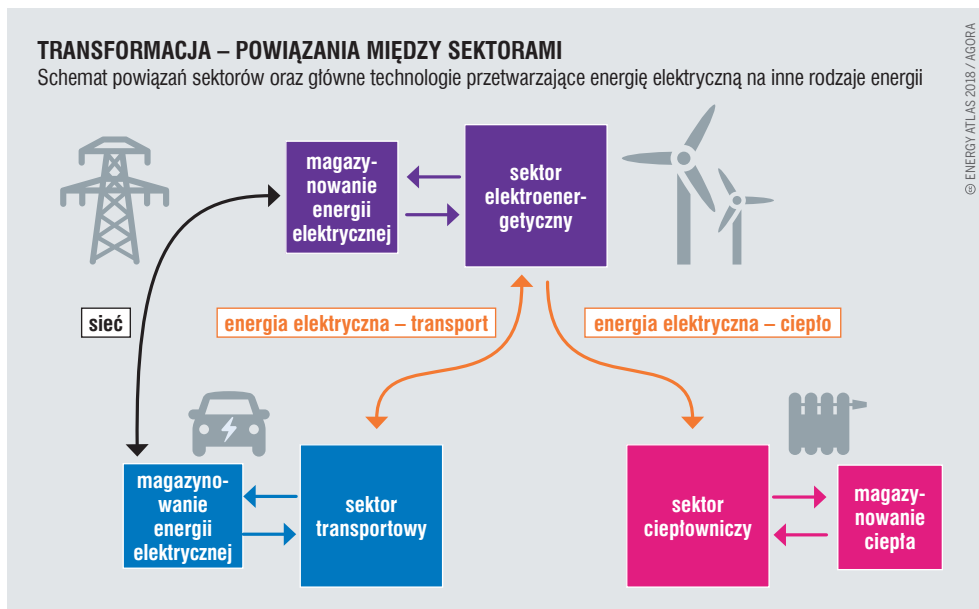 TRANSFORMACJA – POWIĄZANIA MIĘDZY SEKTORAMI
Schemat powiązań sektorów oraz główne technologie przetwarzające energię elektryczną na inne rodzaje energii
© ENERGY ATLAS 2018 / AGORA
magazy-
nowanie
energii
elektrycznej
sektor
elektroener-
getyczny
sieć
energia elektryczna – transport
energia elektryczna – ciepło
magazyno-
wanie
energii
elektrycznej
sektor
transportowy
sektor
ciepłowniczy
magazy-
nowanie
ciepła